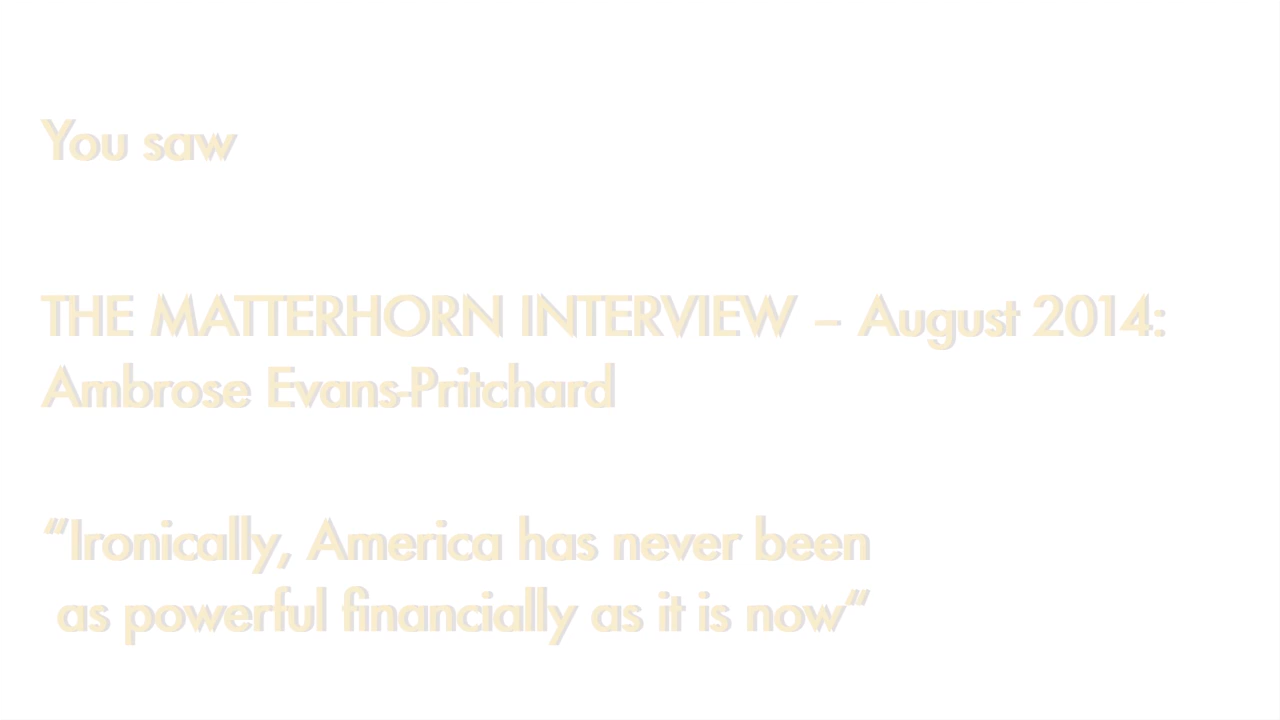 You saw
THE MATTERHORN INTERVIEW – August 2014:
Ambrose Evans-Pritchard
“Ironically, America has never been
as powerful financially as it is now“